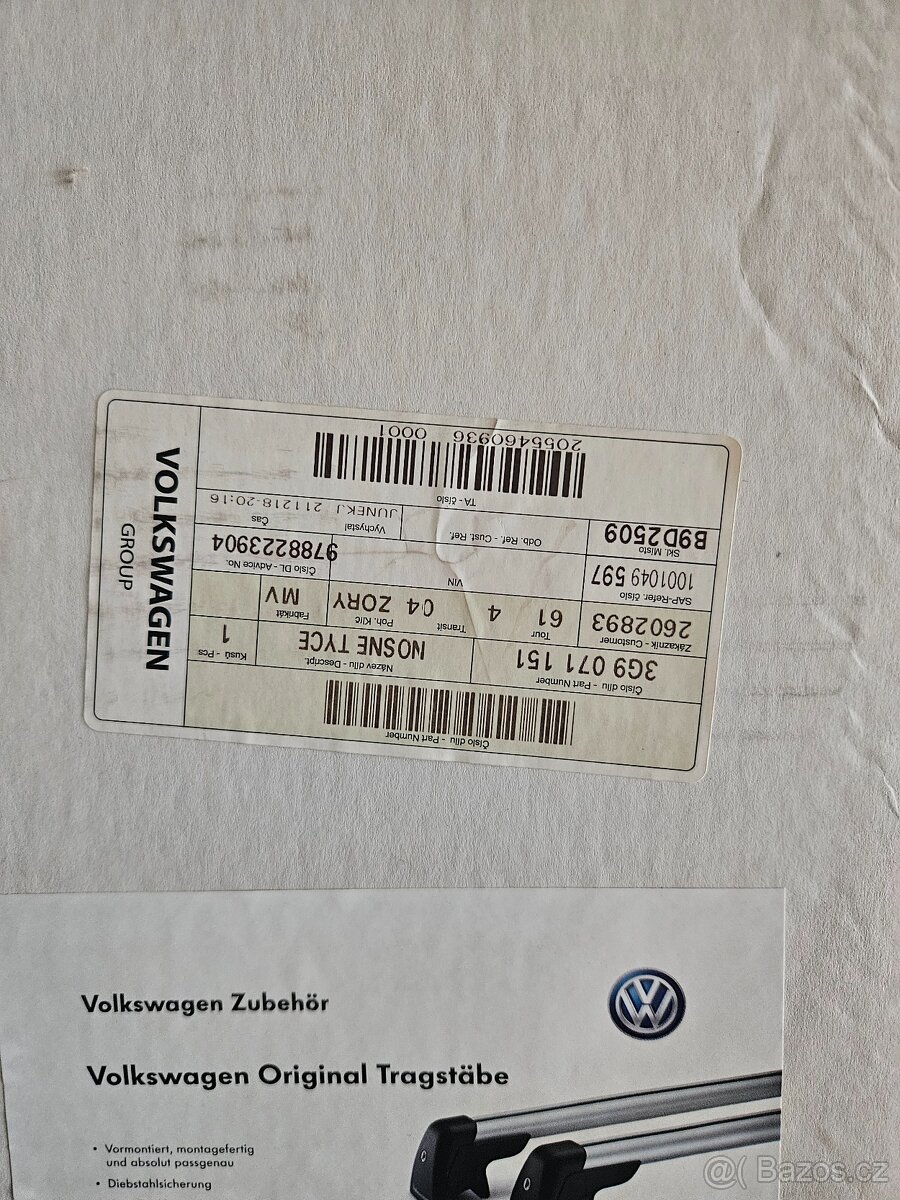 VOLKSWAGEN
GROUP
Číslo dílu - Part Number
Číslo dílu - Part Number
3G9 071 151
Název dílu - Descript.
NOSNE TYCE
Kusů - Pcs
1
Zákazník - Customer
2602893
Tour
61
4
Transit
04 ZORY
Poh. Klíč
Fabrikát
MV
SAP-Refer. číslo
1001049 597
VIN
Číslo DL - Advice No.
9788223904
Skl. Místo
B9D2509
Odb. Ref. - Cust. Ref.
Vychystal
Čas
JUNEKJ 211218-20:16
TA - číslo
2055460936 0001
Volkswagen Zubehör
Volkswagen Original Tragstäbe
• Vormontiert, montagefertig
und absolut passgenau
• Diebstahlsicherung
@( Bazos.cz